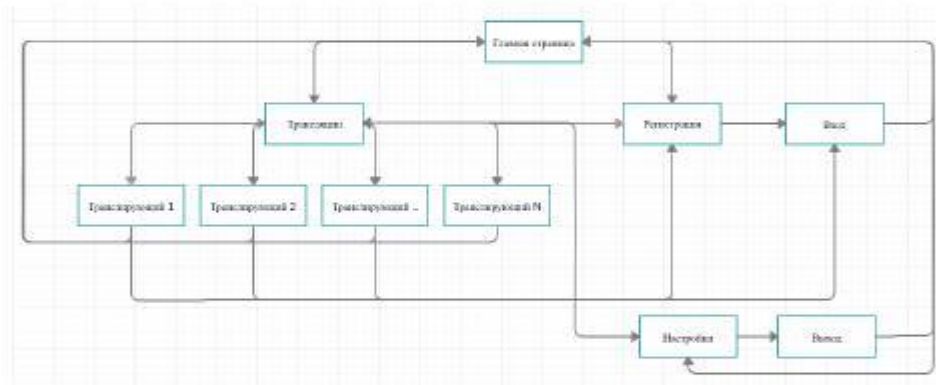 Главная страница
Трансляции
Регистрация
Вход
Транслирующий 1
Транслирующий 2
Транслирующий ..
Транслирующий N
Настройки
Выход